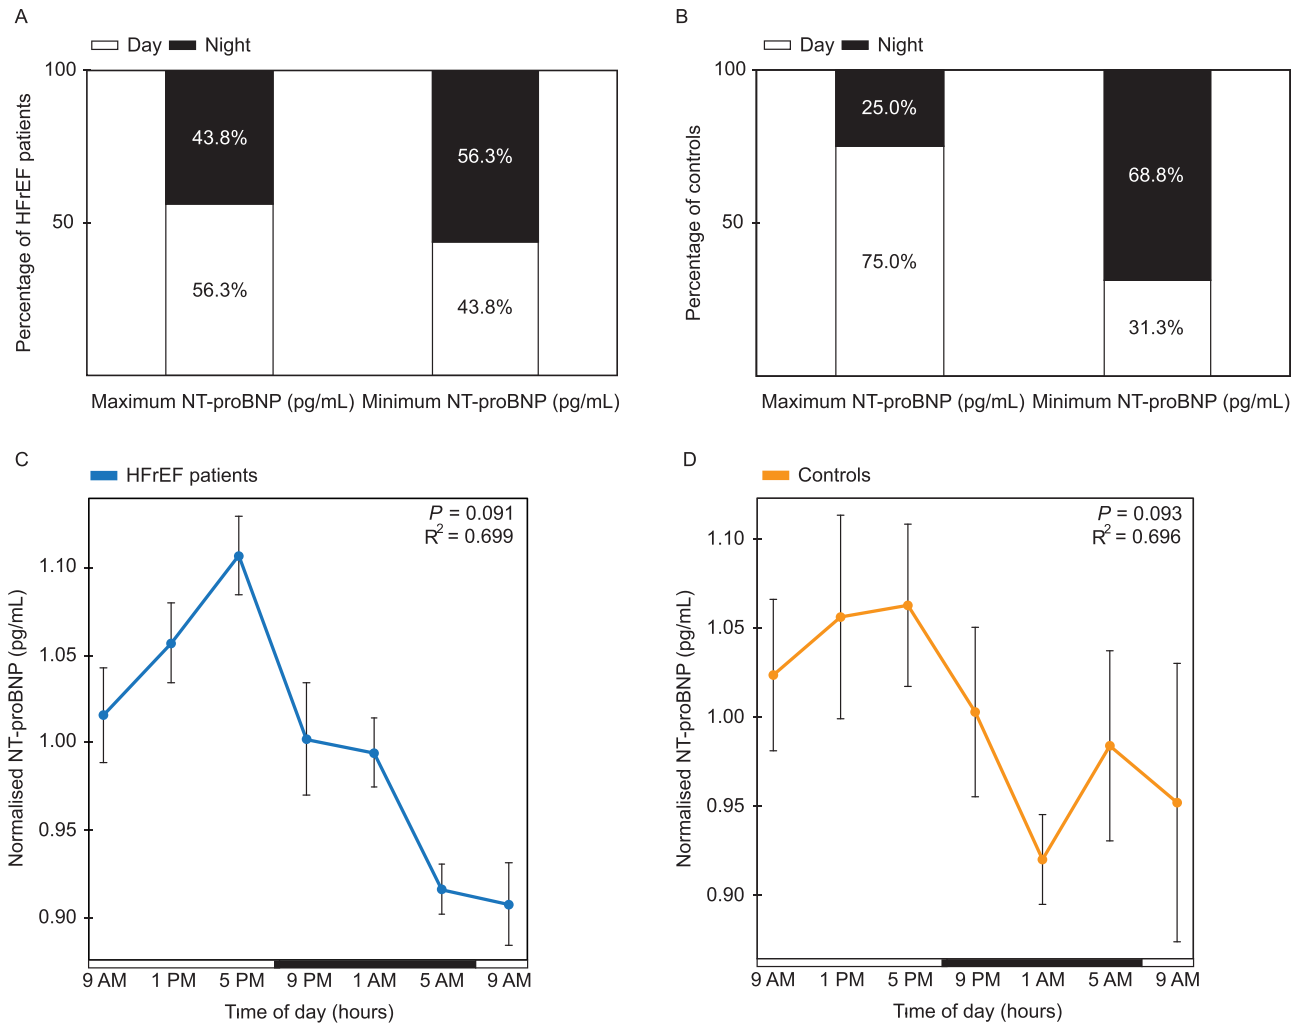 A
Day Night
100
50
Percentage of HFrEF patients
43.8%
56.3%
56.3%
43.8%
Maximum NT-proBNP (pg/mL) Minimum NT-proBNP (pg/mL)
B
Day Night
100
50
Percentage of controls
25.0%
68.8%
75.0%
31.3%
Maximum NT-proBNP (pg/mL) Minimum NT-proBNP (pg/mL)
C
HFrEF patients
P = 0.091
R² = 0.699
Normalised NT-proBNP (pg/mL)
1.10
1.05
1.00
0.95
0.90
9 AM 1 PM 5 PM 9 PM 1 AM 5 AM 9 AM
Time of day (hours)
D
Controls
P = 0.093
R² = 0.696
Normalised NT-proBNP (pg/mL)
1.10
1.05
1.00
0.95
0.90
9 AM 1 PM 5 PM 9 PM 1 AM 5 AM 9 AM
Time of day (hours)